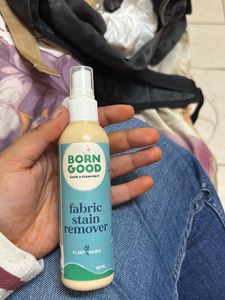 BORN
GOOD
fabric
stain
remover
PLANT BASED